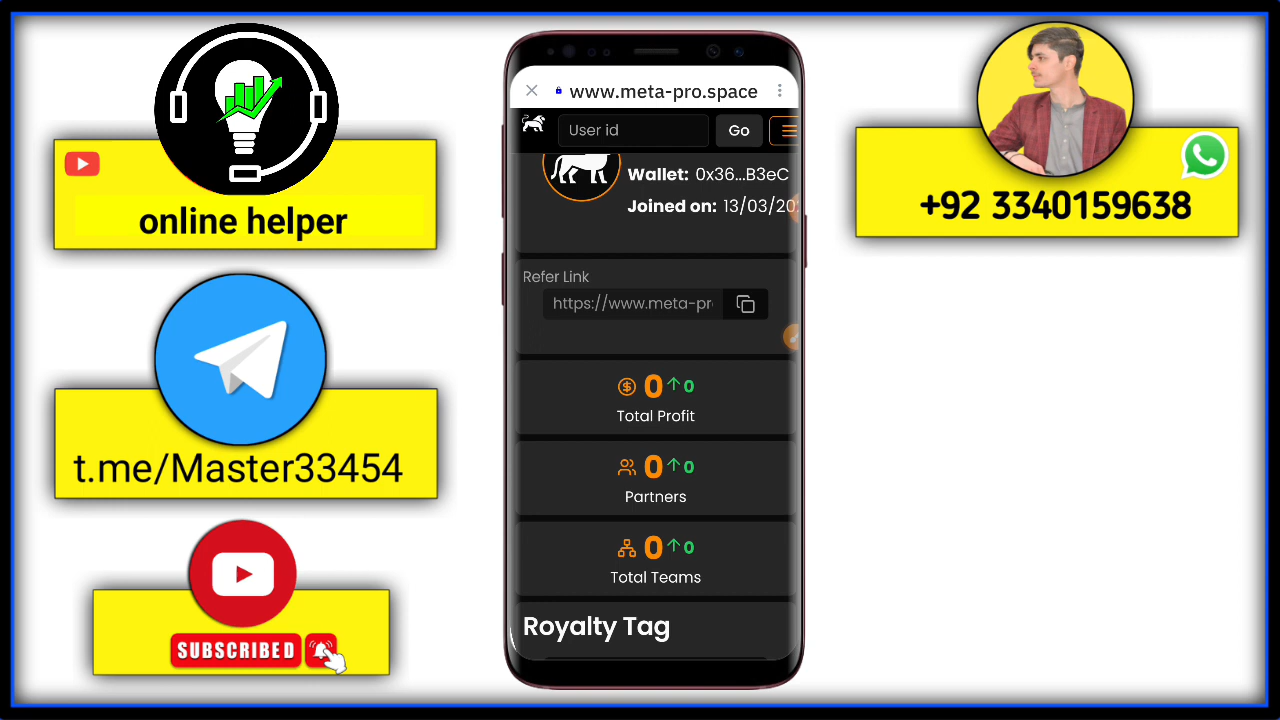 online helper
t.me/Master33454
SUBSCRIBED
www.meta-pro.space
User id
Go
Wallet: 0x36...B3eC
Joined on: 13/03/20
Refer Link
https://www.meta-pr
0 ↑ 0
Total Profit
0 ↑ 0
Partners
0 ↑ 0
Total Teams
Royalty Tag
+92 3340159638